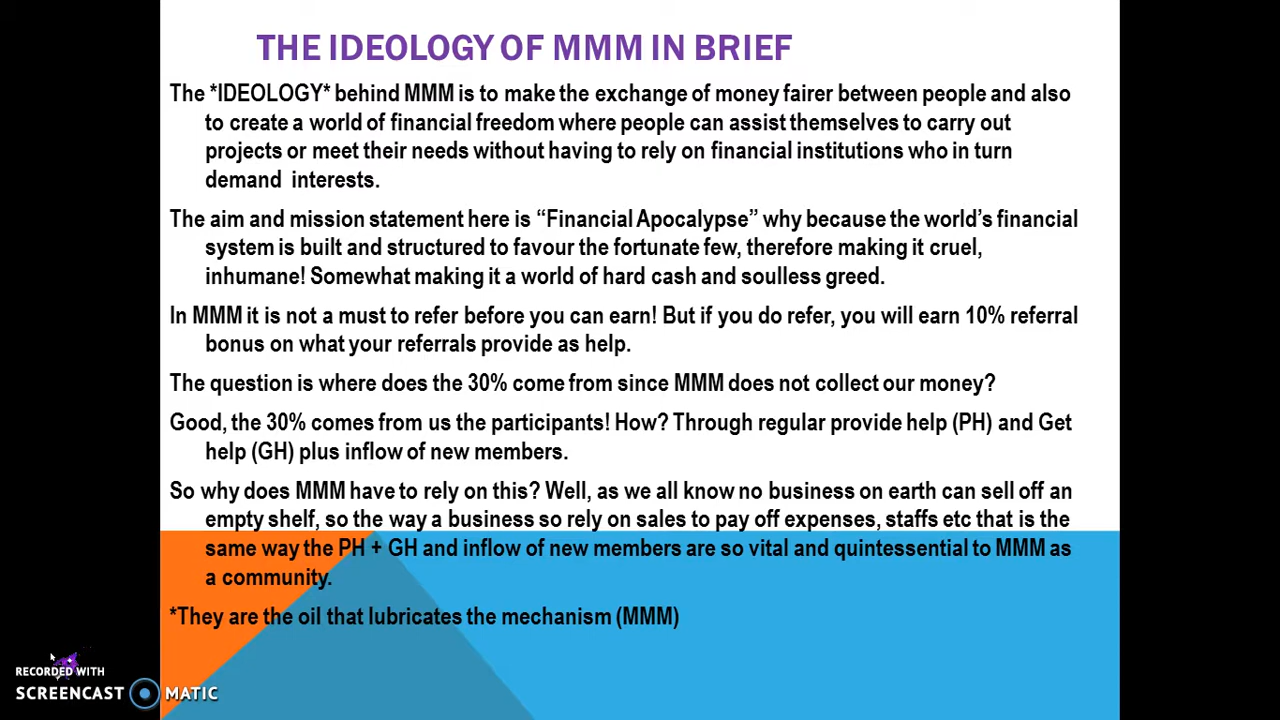 THE IDEOLOGY OF MMM IN BRIEF
The *IDEOLOGY* behind MMM is to make the exchange of money fairer between people and also
to create a world of financial freedom where people can assist themselves to carry out
projects or meet their needs without having to rely on financial institutions who in turn
demand interests.
The aim and mission statement here is “Financial Apocalypse” why because the world’s financial
system is built and structured to favour the fortunate few, therefore making it cruel,
inhumane! Somewhat making it a world of hard cash and soulless greed.
In MMM it is not a must to refer before you can earn! But if you do refer, you will earn 10% referral
bonus on what your referrals provide as help.
The question is where does the 30% come from since MMM does not collect our money?
Good, the 30% comes from us the participants! How? Through regular provide help (PH) and Get
help (GH) plus inflow of new members.
So why does MMM have to rely on this? Well, as we all know no business on earth can sell off an
empty shelf, so the way a business so rely on sales to pay off expenses, staffs etc that is the
same way the PH + GH and inflow of new members are so vital and quintessential to MMM as
a community.
*They are the oil that lubricates the mechanism (MMM)
RECORDED WITH
SCREENCAST MATIC